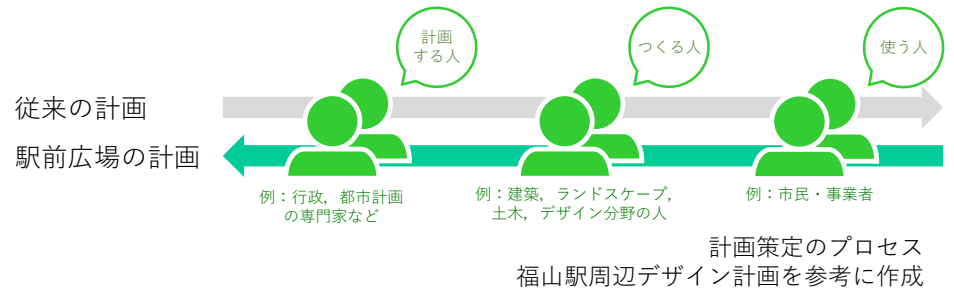 計画
する人
つくる人
使う人
従来の計画
駅前広場の計画
例：行政，都市計画
の専門家など
例：建築，ランドスケープ，
土木，デザイン分野の人
例：市民・事業者
計画策定のプロセス
福山駅周辺デザイン計画を参考に作成